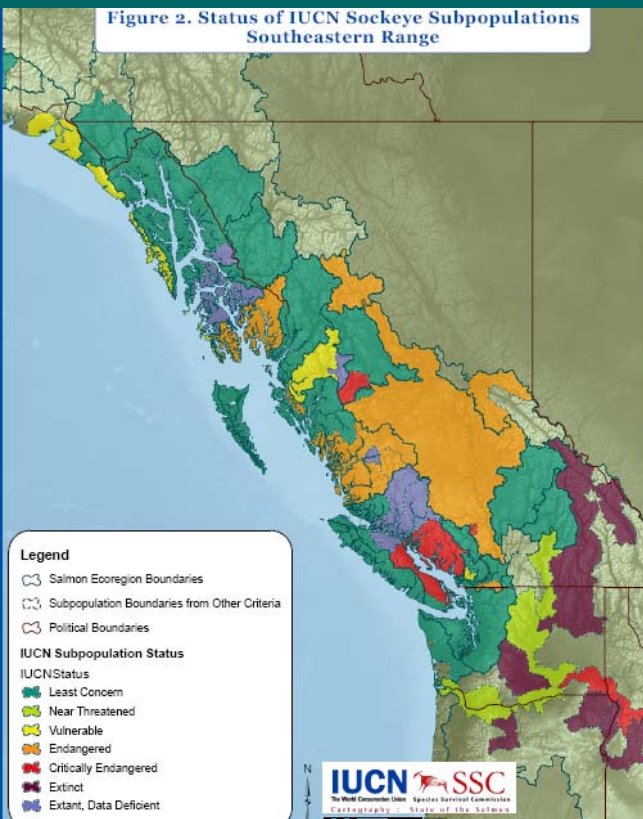 Figure 2. Status of IUCN Sockeye Subpopulations
Southeastern Range
Legend
Salmon Ecoregion Boundaries
Subpopulation Boundaries from Other Criteria
Political Boundaries
IUCN Subpopulation Status
IUCNStatus
Least Concern
Near Threatened
Vulnerable
Endangered
Critically Endangered
Extinct
Extant, Data Deficient
N
IUCN SSC
The World Conservation Union Species Survival Commission
Cartography : State of the Salmon